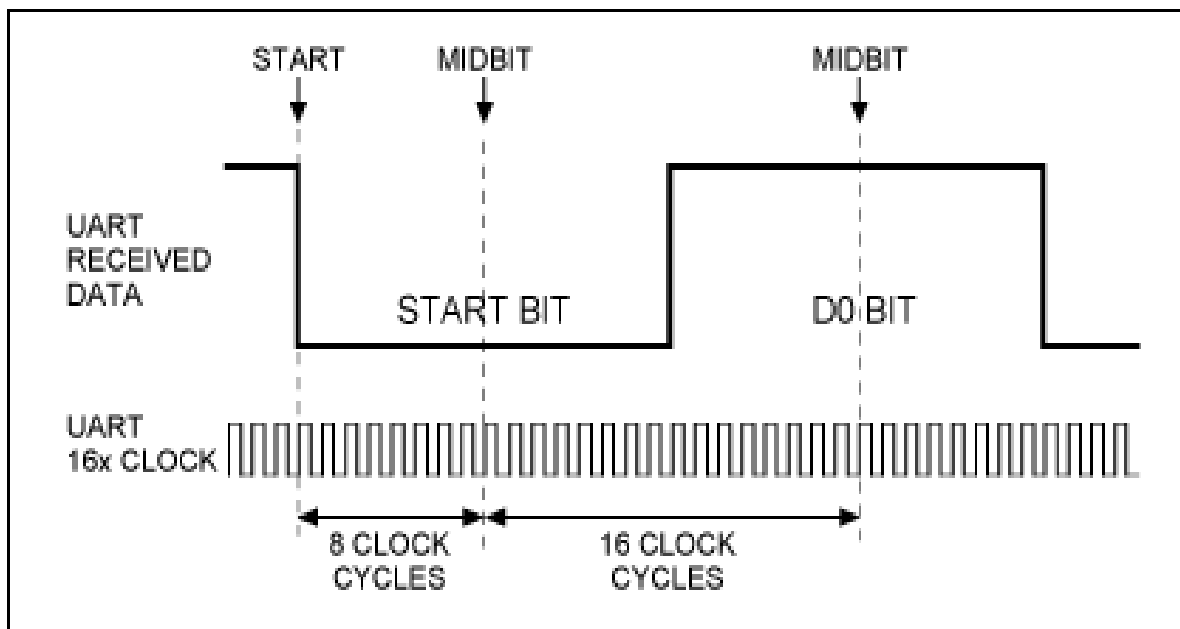 START
MIDBIT
MIDBIT
UART
RECEIVED
DATA
START BIT
D0 BIT
UART
16x CLOCK
8 CLOCK
CYCLES
16 CLOCK
CYCLES